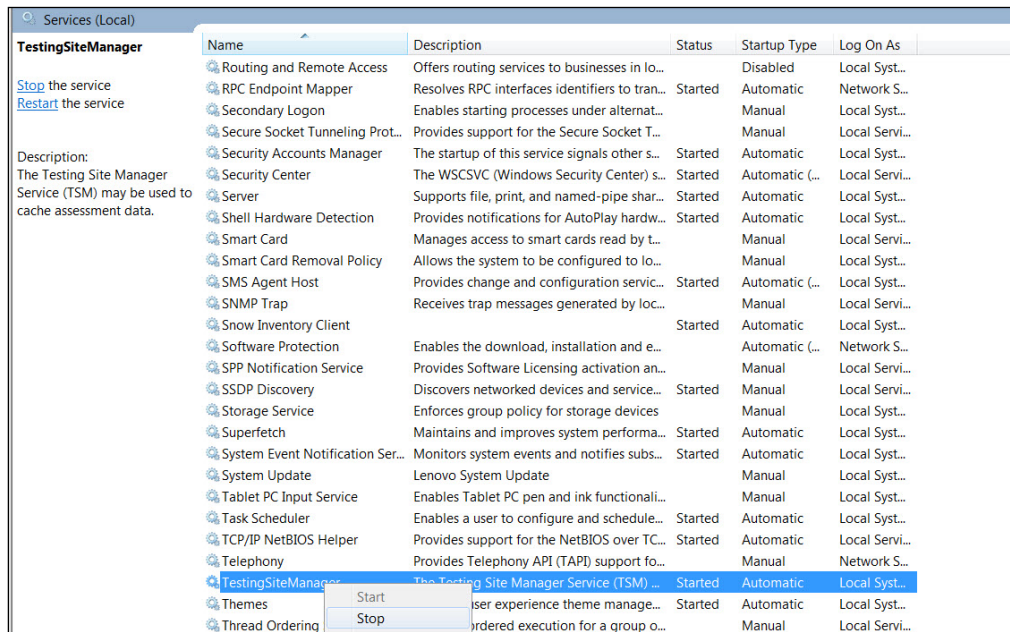 Services (Local)
TestingSiteManager
Stop the service
Restart the service
Description:
The Testing Site Manager
Service (TSM) may be used to
cache assessment data.
Name Description Status Startup Type Log On As
Routing and Remote Access Offers routing services to businesses in lo... Disabled Local Syst...
RPC Endpoint Mapper Resolves RPC interfaces identifiers to tran... Started Automatic Network S...
Secondary Logon Enables starting processes under alternat... Manual Local Syst...
Secure Socket Tunneling Prot... Provides support for the Secure Socket T... Manual Local Servi...
Security Accounts Manager The startup of this service signals other s... Started Automatic Local Syst...
Security Center The WSCSVC (Windows Security Center) s... Started Automatic (... Local Servi...
Server Supports file, print, and named-pipe shar... Started Automatic Local Syst...
Shell Hardware Detection Provides notifications for AutoPlay hardw... Started Automatic Local Syst...
Smart Card Manages access to smart cards read by t... Manual Local Servi...
Smart Card Removal Policy Allows the system to be configured to lo... Manual Local Syst...
SMS Agent Host Provides change and configuration servic... Started Automatic (... Local Syst...
SNMP Trap Receives trap messages generated by loc... Manual Local Servi...
Snow Inventory Client Started Automatic Local Syst...
Software Protection Enables the download, installation and e... Automatic (... Network S...
SPP Notification Service Provides Software Licensing activation an... Manual Local Servi...
SSDP Discovery Discovers networked devices and service... Started Manual Local Servi...
Storage Service Enforces group policy for storage devices Manual Local Syst...
Superfetch Maintains and improves system performa... Started Automatic Local Syst...
System Event Notification Ser... Monitors system events and notifies subs... Started Automatic Local Syst...
System Update Lenovo System Update Manual Local Syst...
Tablet PC Input Service Enables Tablet PC pen and ink functionali... Manual Local Syst...
Task Scheduler Enables a user to configure and schedule... Started Automatic Local Syst...
TCP/IP NetBIOS Helper Provides support for the NetBIOS over TC... Started Automatic Local Servi...
Telephony Provides Telephony API (TAPI) support fo... Manual Network S...
TestingSiteManager The Testing Site Manager Service (TSM) ... Started Automatic Local Syst...
Themes user experience theme manage... Started Automatic Local Syst...
Start
Thread Ordering ordered execution for a group o... Manual Local Servi...
Stop